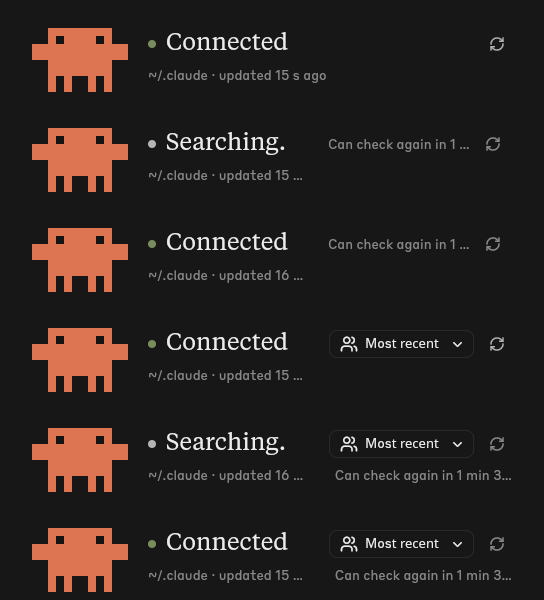 Connected
~/.claude · updated 15 s ago
Searching. Can check again in 1 ...
~/.claude · updated 15 ...
Connected Can check again in 1 ...
~/.claude · updated 16 ...
Connected Most recent
~/.claude · updated 15 ...
Searching. Most recent
~/.claude · updated 16 ... Can check again in 1 min 3...
Connected Most recent
~/.claude · updated 15 ... Can check again in 1 min 3...